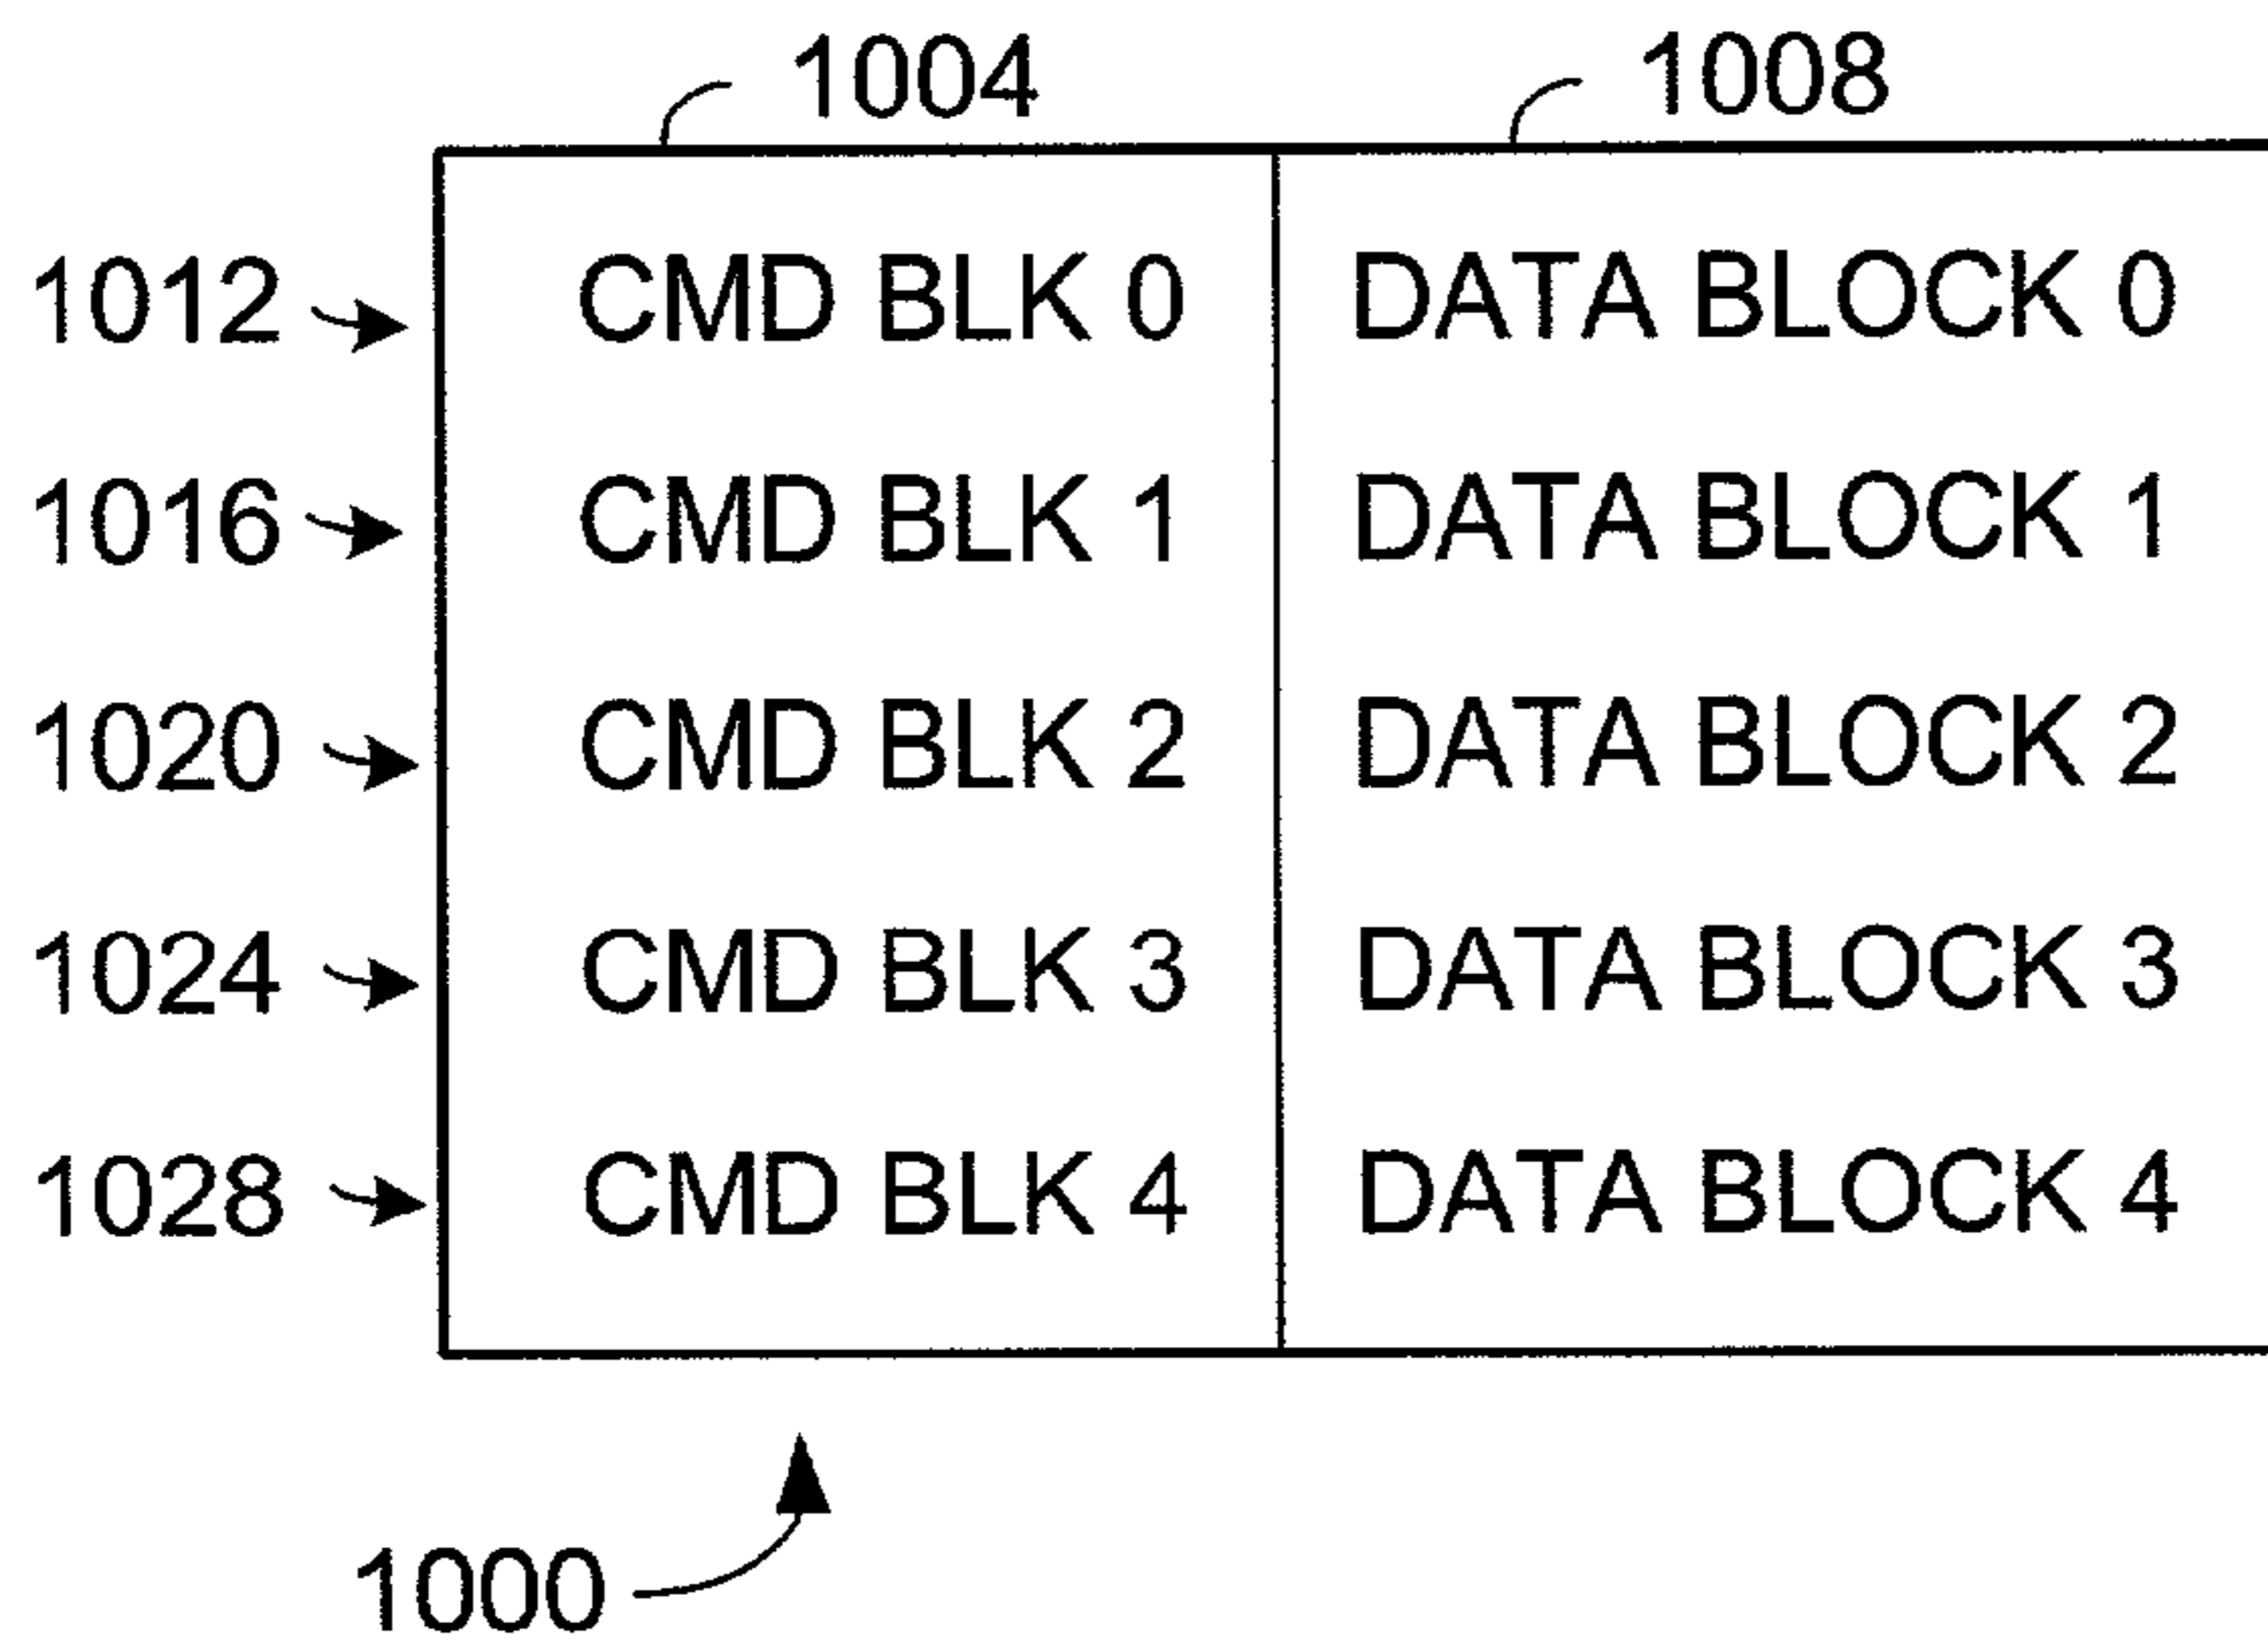 1004 1008
1012 CMD BLK 0 DATA BLOCK 0
1016 CMD BLK 1 DATA BLOCK 1
1020 CMD BLK 2 DATA BLOCK 2
1024 CMD BLK 3 DATA BLOCK 3
1028 CMD BLK 4 DATA BLOCK 4
1000